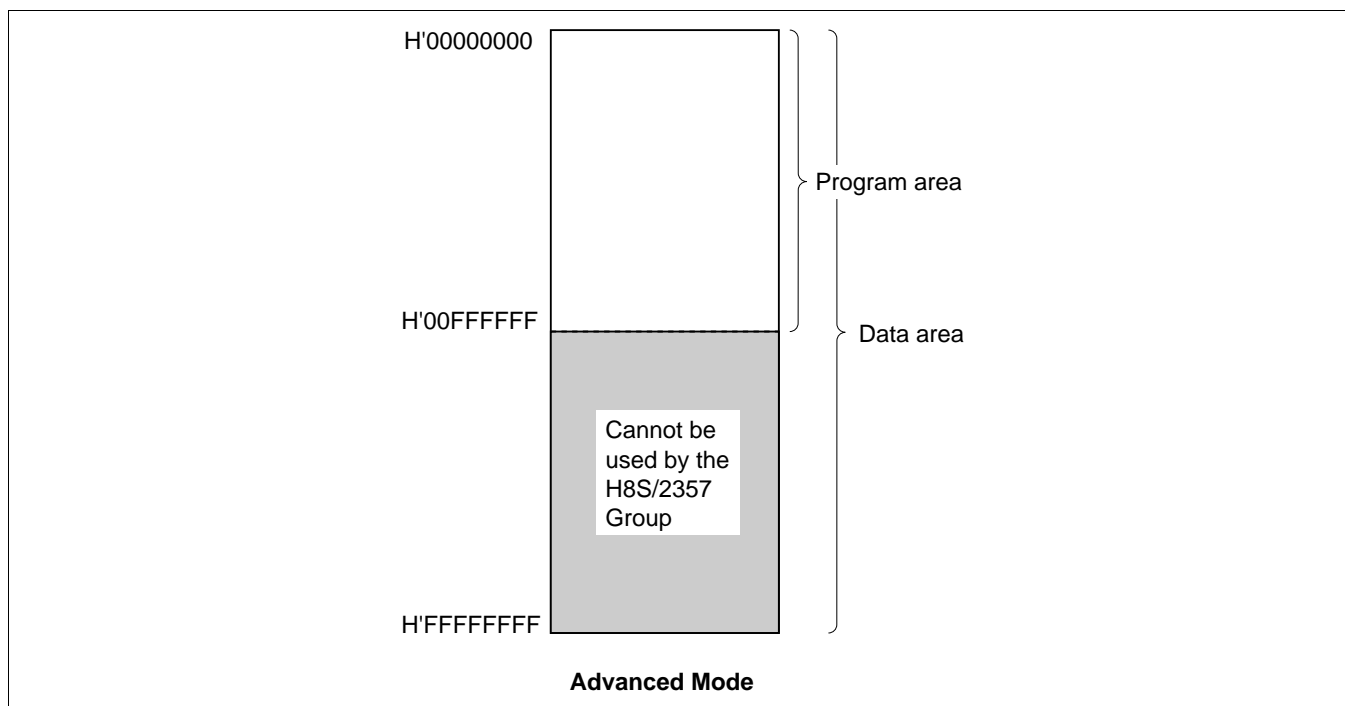 H'00000000
Program area
H'00FFFFFF
Data area
Cannot be
used by the
H8S/2357
Group
H'FFFFFFFF
Advanced Mode